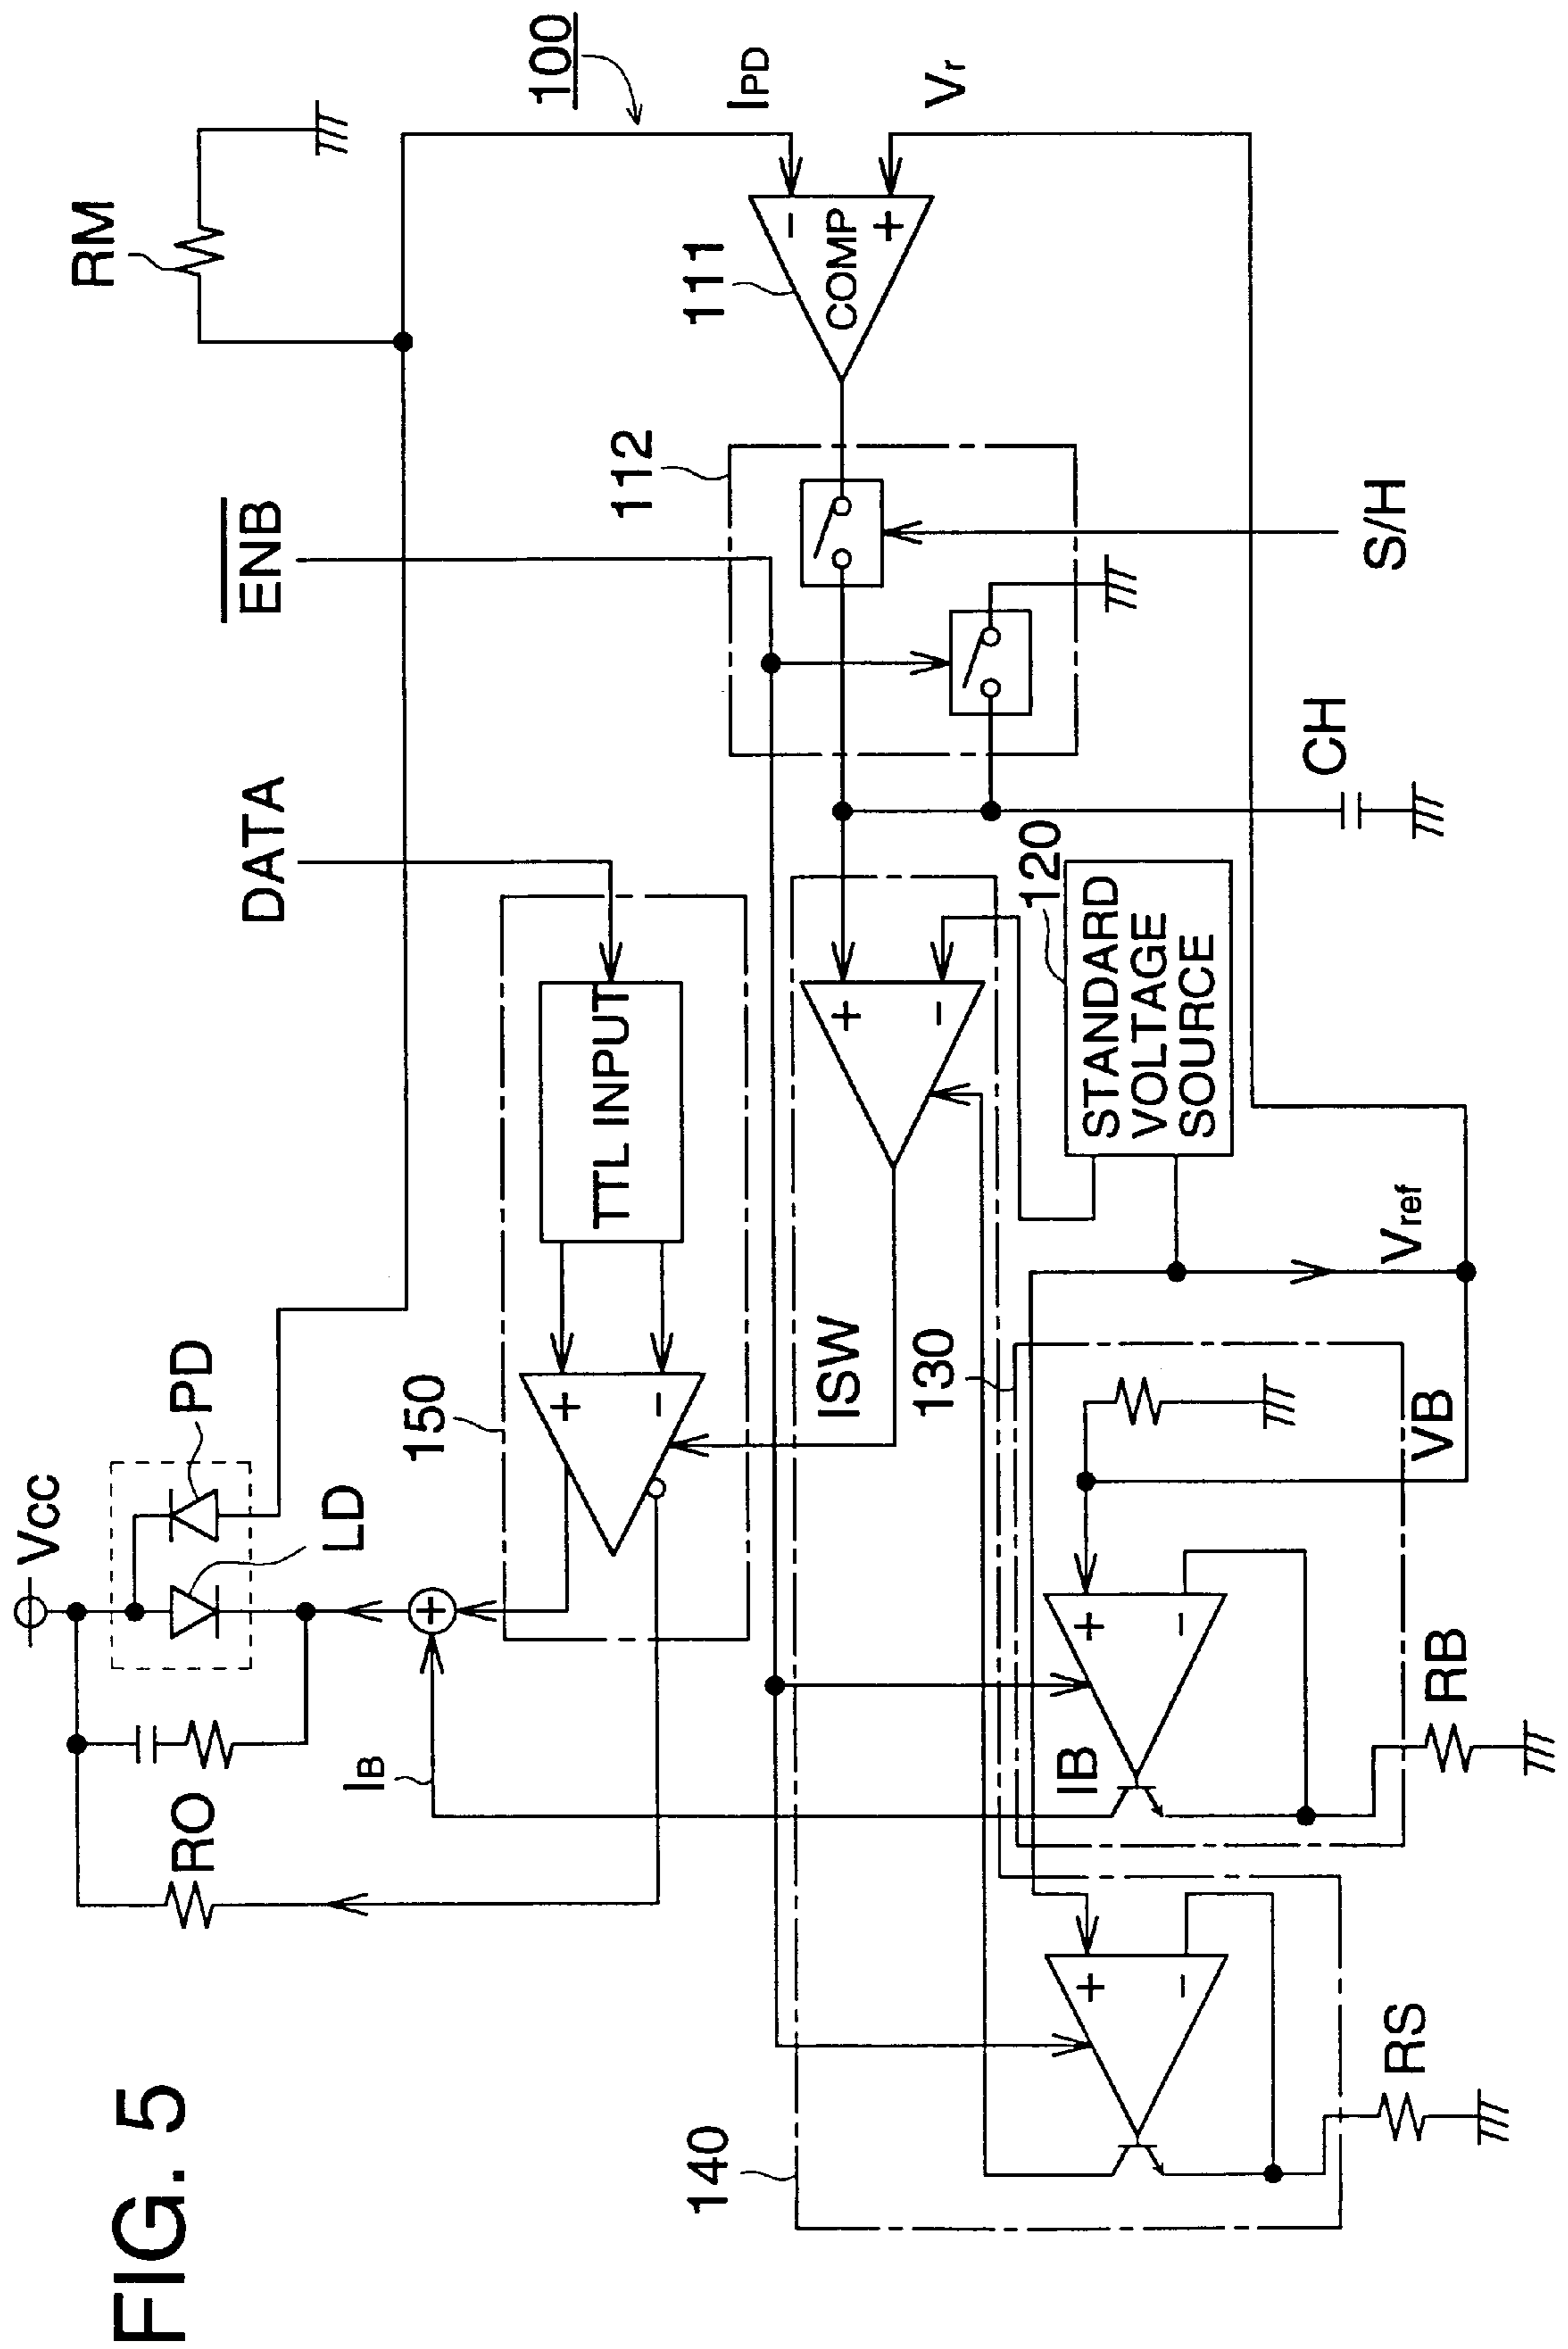 FIG. 5
Vcc
RO
PD
LD
IB
150
DATA
ENB
RM
100
TTL INPUT
112
111
IPD
COMP
-
+
Vr
140
ISW
+
-
+
-
130
120
STANDARD
VOLTAGE
SOURCE
S/H
CH
IB
+
-
+
-
+
VB
Vref
RS
RB